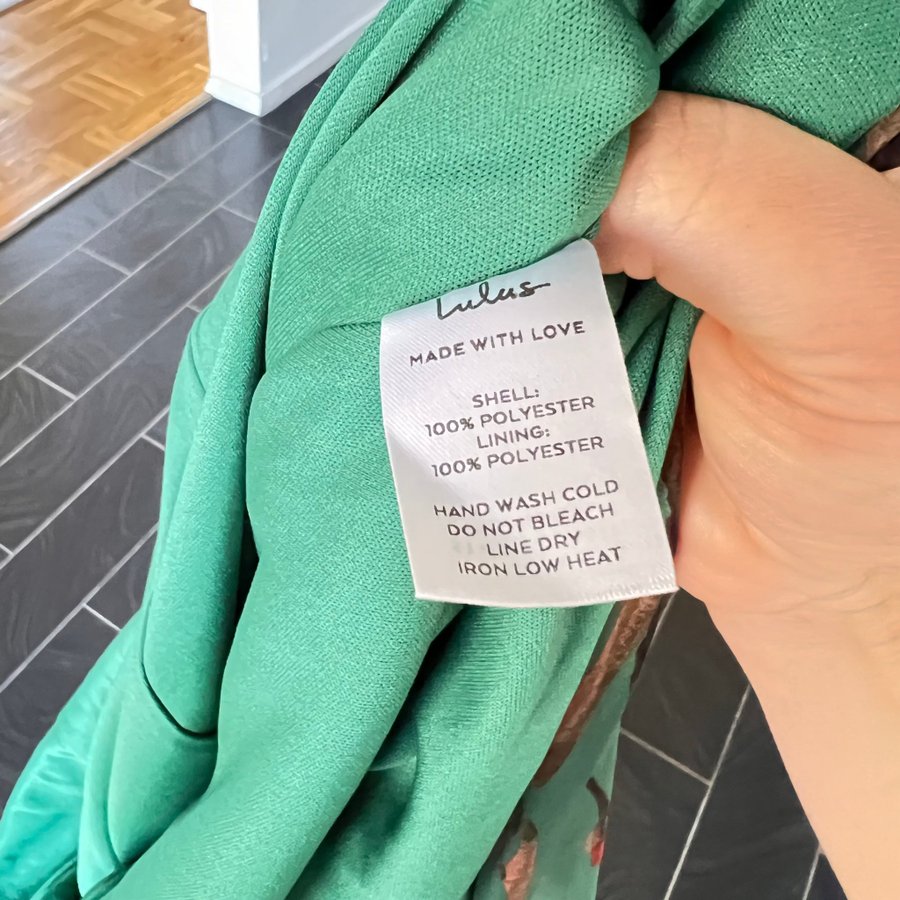 Lulus
MADE WITH LOVE
SHELL:
100% POLYESTER
LINING:
100% POLYESTER
HAND WASH COLD
DO NOT BLEACH
LINE DRY
IRON LOW HEAT